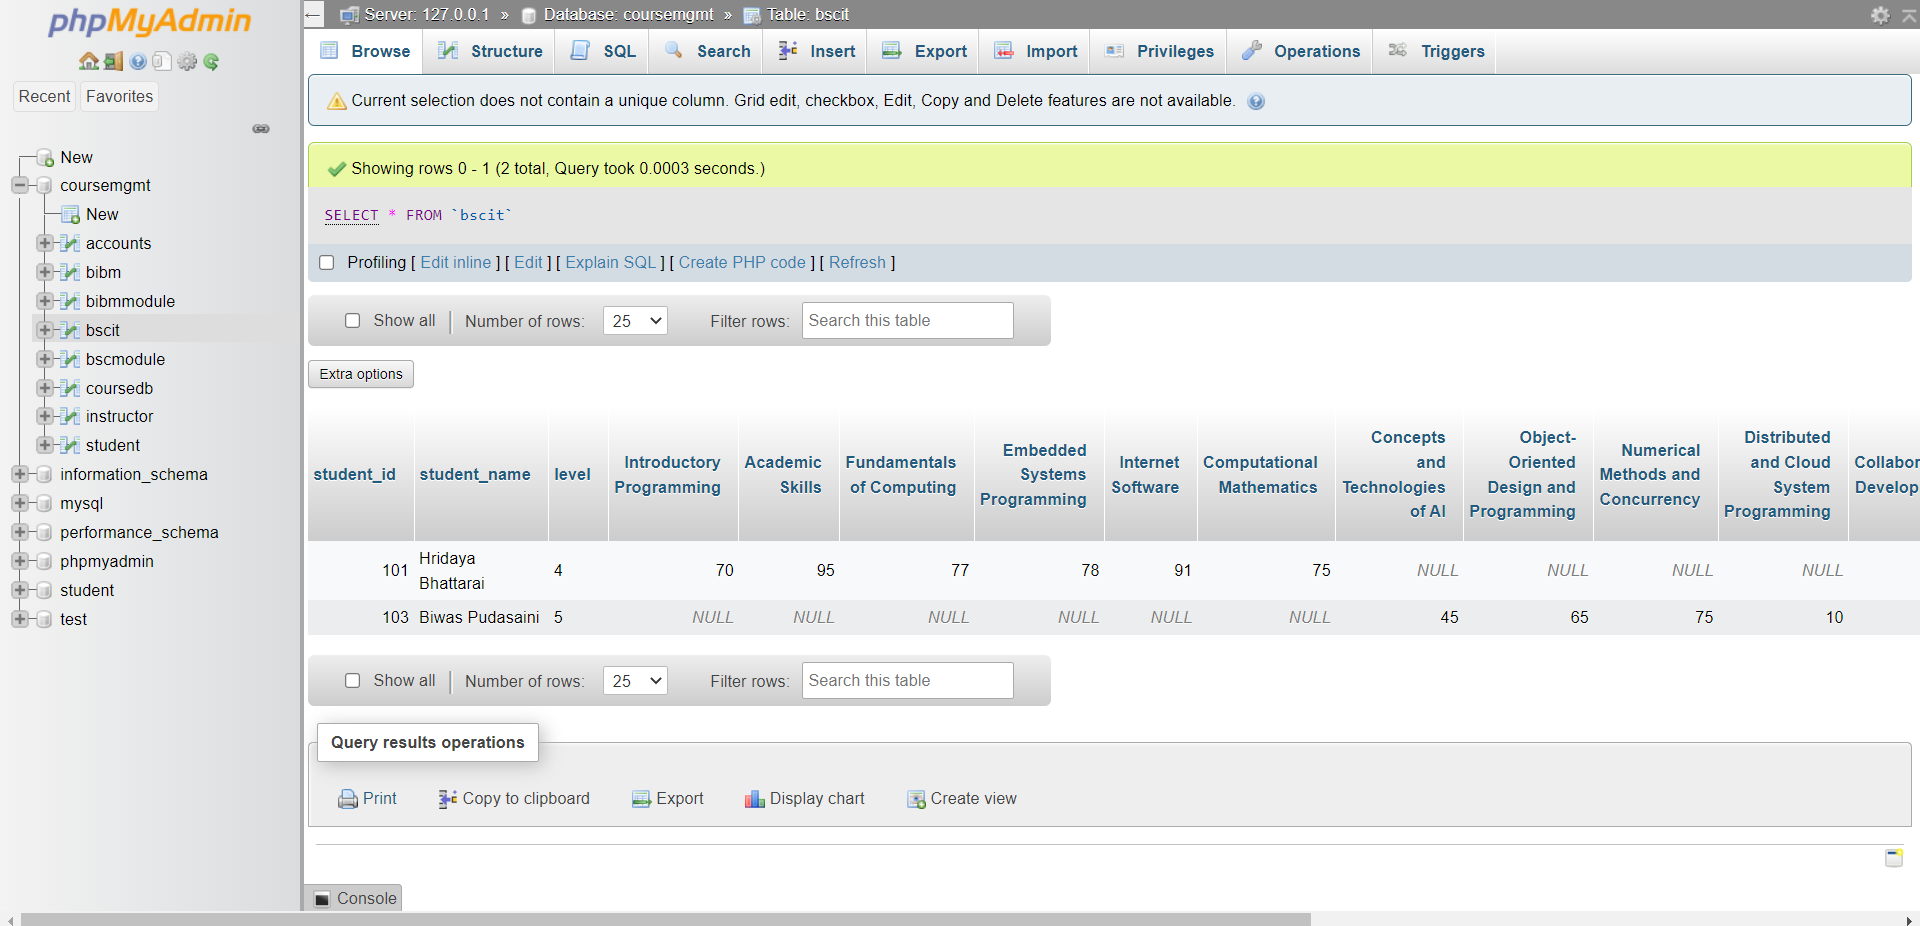 phpMyAdmin
Recent Favorites
New
coursemgmt
New
accounts
bibm
bibmmodule
bscit
bscmodule
coursedb
instructor
student
information_schema
mysql
performance_schema
phpmyadmin
student
test
Server: 127.0.0.1 » Database: coursemgmt » Table: bscit
Browse Structure SQL Search Insert Export Import Privileges Operations Triggers
Current selection does not contain a unique column. Grid edit, checkbox, Edit, Copy and Delete features are not available.
Showing rows 0 - 1 (2 total, Query took 0.0003 seconds.)
SELECT * FROM `bscit`
Profiling [ Edit inline ] [ Edit ] [ Explain SQL ] [ Create PHP code ] [ Refresh ]
Show all Number of rows: 25 Filter rows: Search this table
Extra options
student_id
student_name
level
Introductory
Programming
Academic
Skills
Fundamentals
of Computing
Embedded
Systems
Programming
Internet
Software
Computational
Mathematics
Concepts
and
Technologies
of AI
Object-
Oriented
Design and
Programming
Numerical
Methods and
Concurrency
Distributed
and Cloud
System
Programming
Collabor
Develop
101 Hridaya Bhattarai 4 70 95 77 78 91 75 NULL NULL NULL NULL
103 Biwas Pudasaini 5 NULL NULL NULL NULL NULL NULL 45 65 75 10
Show all Number of rows: 25 Filter rows: Search this table
Query results operations
Print Copy to clipboard Export Display chart Create view
Console